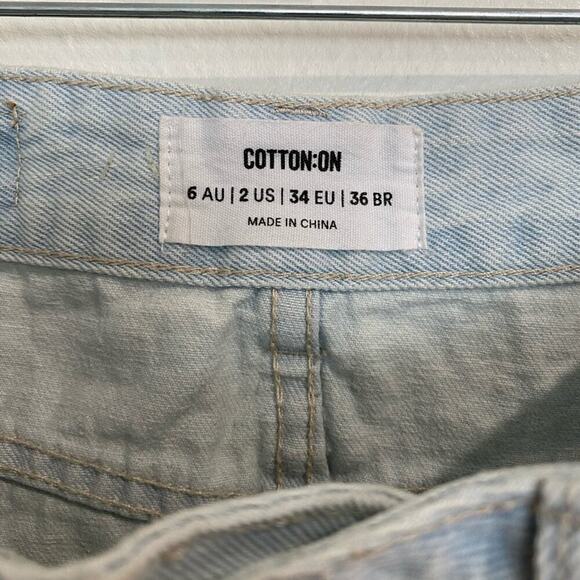 COTTON:ON
6 AU | 2 US | 34 EU | 36 BR
MADE IN CHINA